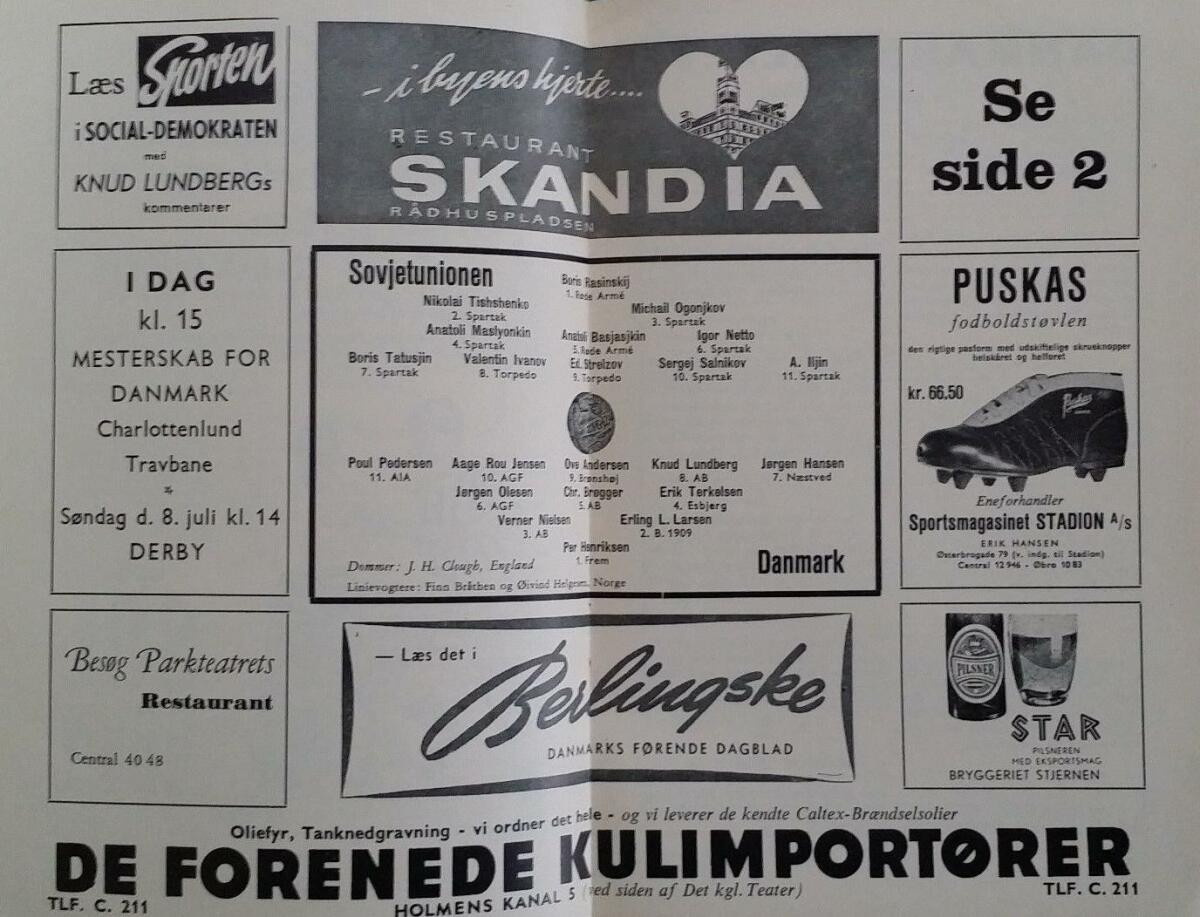 Læs Sporten
i SOCIAL-DEMOKRATEN
med
KNUD LUNDBERGs
kommentarer
- i byens hjerte....
RESTAURANT
SKANDIA
RÅDHUSPLADSEN
Se
side 2
I DAG
kl. 15
MESTERSKAB FOR
DANMARK
Charlottenlund
Travbane
*
Søndag d. 8. juli kl. 14
DERBY
Sovjetunionen
Boris Rasinskij
1. Røde Armé
Nikolai Tishshenko
2. Spartak
Michail Ogonjkov
3. Spartak
Anatoli Maslyonkin
4. Spartak
Anatoli Basjasjkin
5. Røde Armé
Igor Netto
6. Spartak
Boris Tatusjin
7. Spartak
Valentin Ivanov
8. Torpedo
Ed. Strelzov
9. Torpedo
Sergej Salnikov
10. Spartak
A. Iljin
11. Spartak
Poul Pedersen
11. AIA
Aage Rou Jensen
10. AGF
Ove Andersen
9. Brønshøj
Knud Lundberg
8. AB
Jørgen Hansen
7. Næstved
Jørgen Olesen
6. AGF
Chr. Brøgger
5. AB
Erik Terkelsen
4. Esbjerg
Verner Nielsen
3. AB
Erling L. Larsen
2. B. 1909
Per Henriksen
1. Frem
Dommer: J. H. Clough, England
Linievogtere: Finn Bråthen og Øivind Norge
Danmark
PUSKAS
fodboldstøvlen
den rigtige pasform med udskiftelige skrueknopper
helskåret og helforet
kr. 66,50
Puskas
Eneforhandler
Sportsmagasinet STADION A/s
ERIK HANSEN
Østerbrogade 79 (v. indg. til Stadion)
Central 12 946 - Øbro 10 83
Besøg Parkteatrets
Restaurant
Central 40 48
— Læs det i
Berlingske
DANMARKS FØRENDE DAGBLAD
PILSNER
STAR
PILSNEREN
MED EKSPORTSMAG
BRYGGERIET STJERNEN
Oliefyr, Tanknedgravning - vi ordner det hele - og vi leverer de kendte Caltex-Brændselsolier
DE FORENEDE KULIMPORTØRER
TLF. C. 211
HOLMENS KANAL 5 (ved siden af Det kgl. Teater)
TLF. C. 211